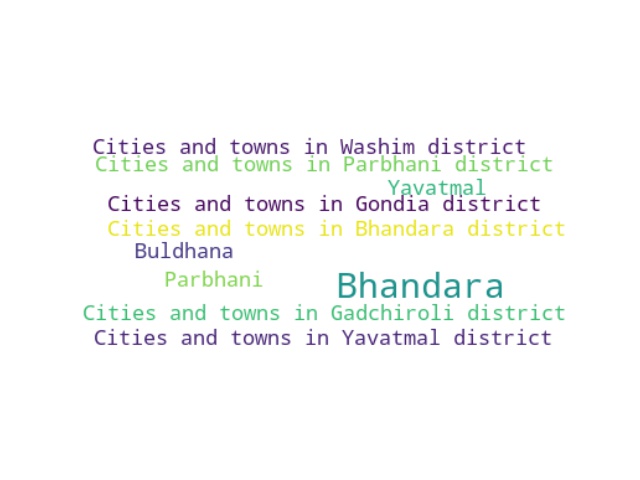 Cities and towns in Washim district
Cities and towns in Parbhani district
Yavatmal
Cities and towns in Gondia district
Cities and towns in Bhandara district
Buldhana
Parbhani
Bhandara
Cities and towns in Gadchiroli district
Cities and towns in Yavatmal district